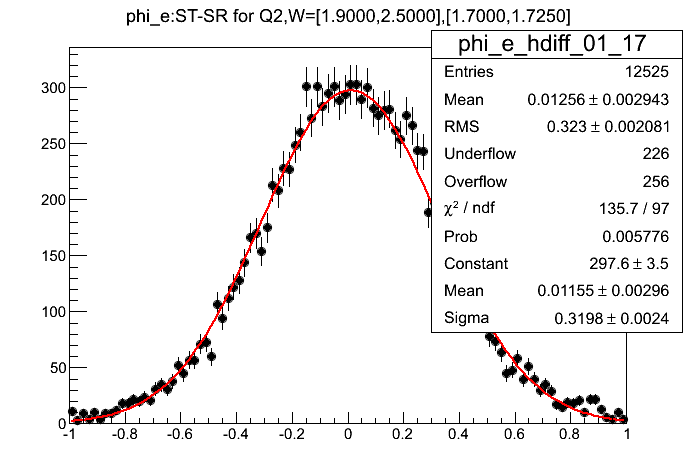 phi_e:ST-SR for Q2,W=[1.9000,2.5000],[1.7000,1.7250]
phi_e_hdiff_01_17
Entries 12525
Mean 0.01256 ± 0.002943
RMS 0.323 ± 0.002081
Underflow 226
Overflow 256
χ² / ndf 135.7 / 97
Prob 0.005776
Constant 297.6 ± 3.5
Mean 0.01155 ± 0.00296
Sigma 0.3198 ± 0.0024
300
250
200
150
100
50
0
-1 -0.8 -0.6 -0.4 -0.2 0 0.2 0.4 0.6 0.8 1